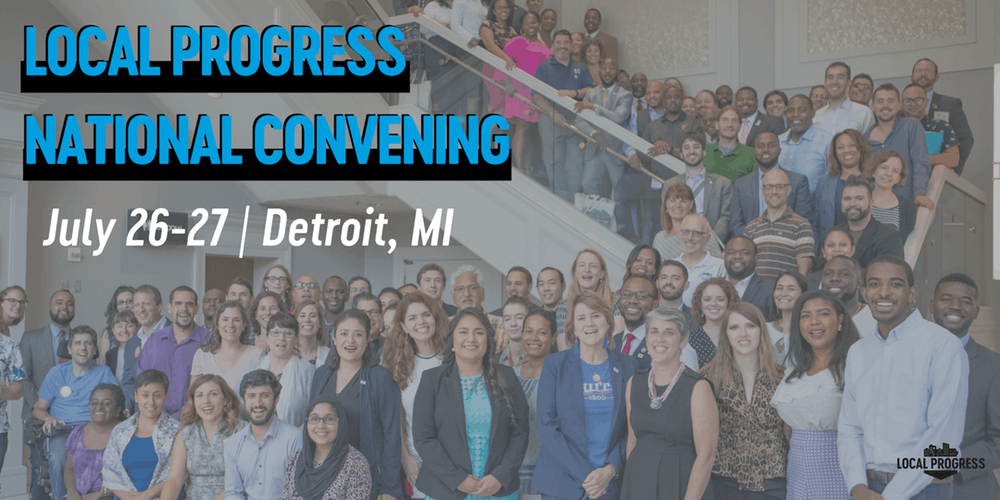 LOCAL PROGRESS
NATIONAL CONVENING
July 26-27 | Detroit, MI
LOCAL PROGRESS